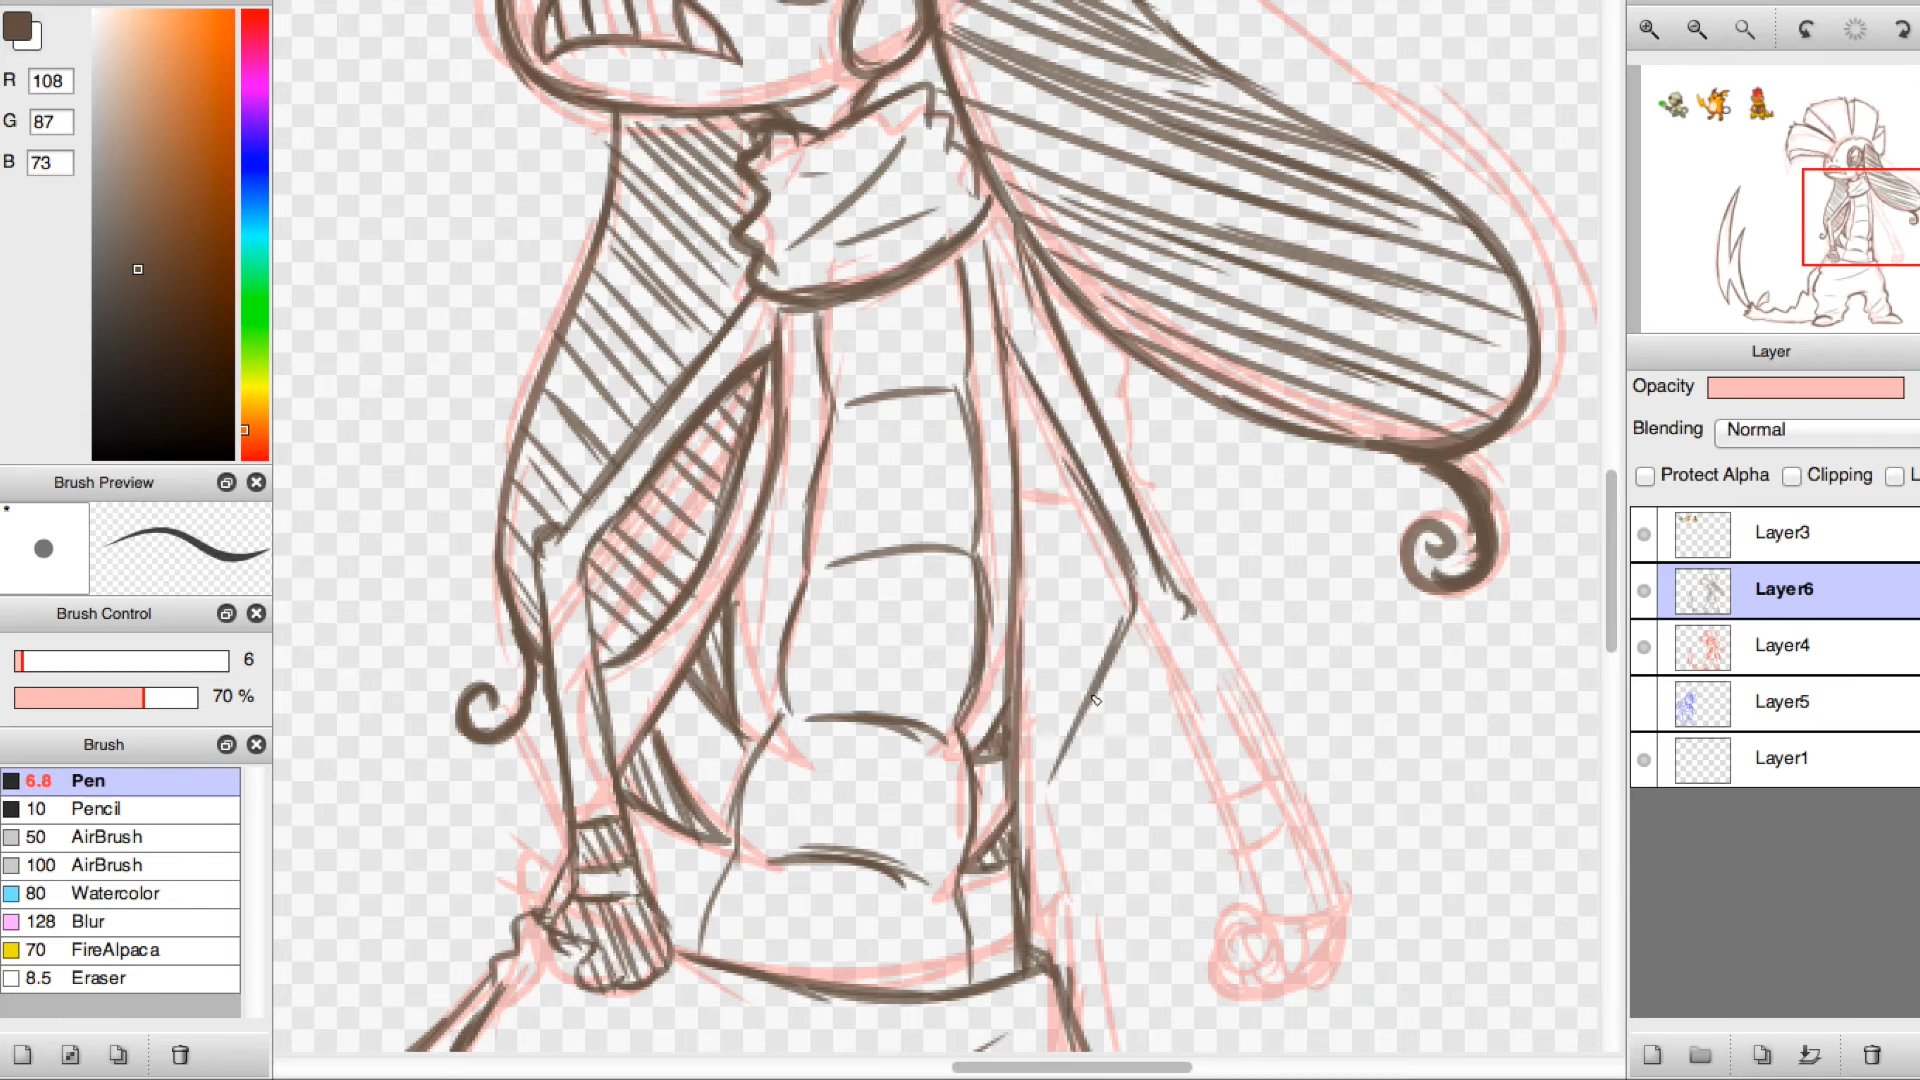 R 108
G 87
B 73
Brush Preview
*
Brush Control
6
70 %
Brush
6.8 Pen
10 Pencil
50 AirBrush
100 AirBrush
80 Watercolor
128 Blur
70 FireAlpaca
8.5 Eraser
Layer
Opacity
Blending Normal
Protect Alpha Clipping L
Layer3
Layer6
Layer4
Layer5
Layer1